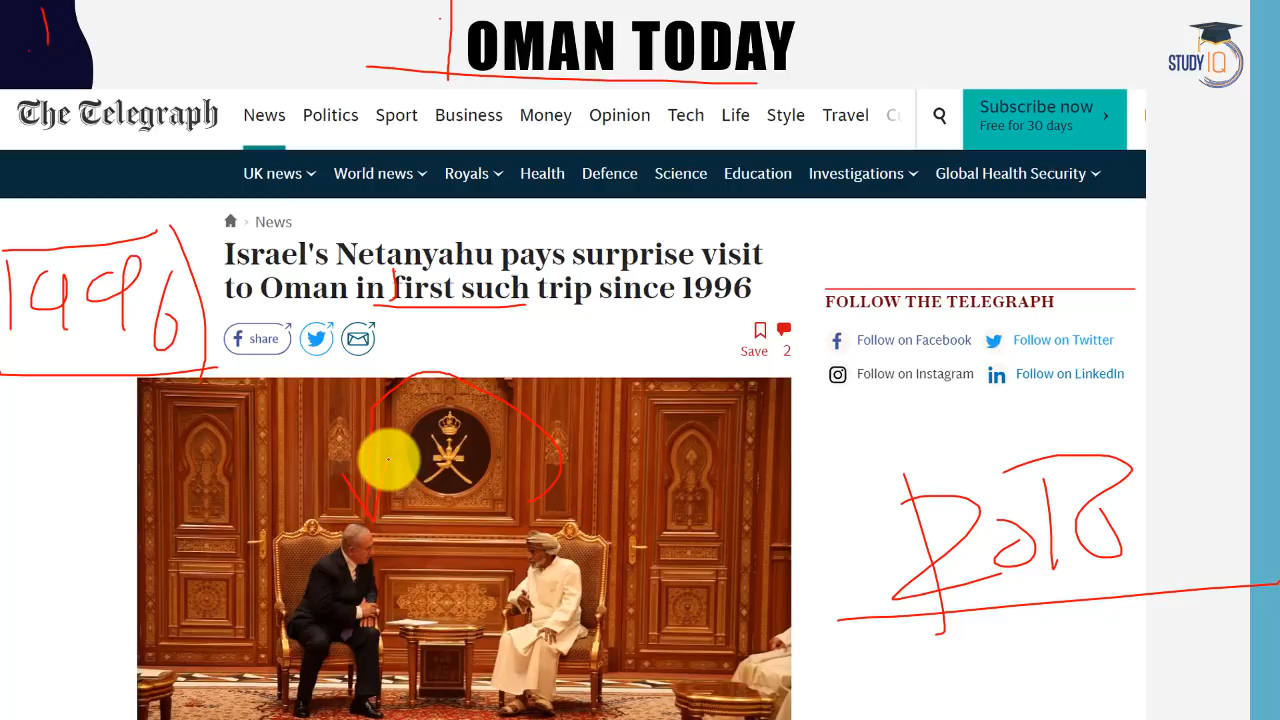 OMAN TODAY
STUDY IQ
The Telegraph
News Politics Sport Business Money Opinion Tech Life Style Travel
Subserve now
Free for 30 days
UK news World news Royals Health Defence Science Education Investigations Global Health Security
News
Israel's Netanyahu pays surprise visit
to Oman in first such trip since 1996
1996
share
Save 2
FOLLOW THE TELEGRAPH
Follow on Facebook Follow on Twitter
Follow on Instagram Follow on LinkedIn
2018